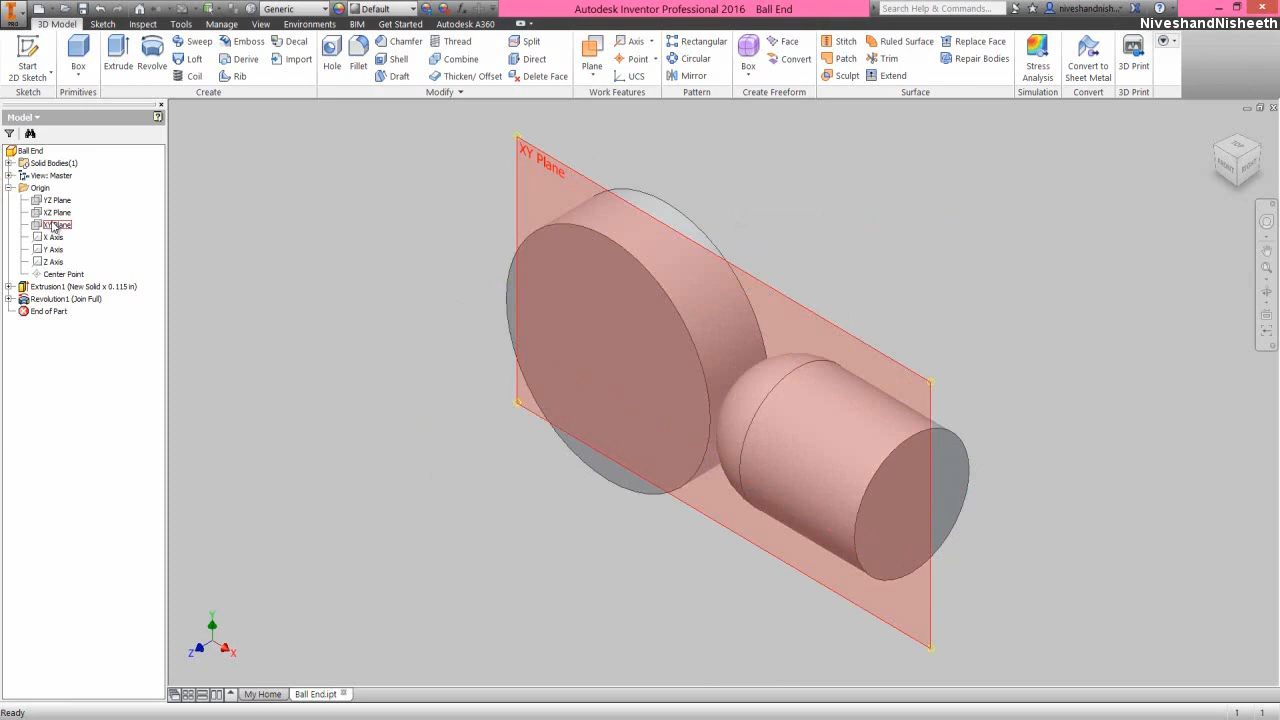 PRO
Generic
Default
Autodesk Inventor Professional 2016 Ball End
Search Help & Commands...
niveshandnish...
NiveshandNisheeth
3D Model Sketch Inspect Tools Manage View Environments BIM Get Started Autodesk A360
Start
2D Sketch
Sketch
Box
Primitives
Extrude
Revolve
Sweep Emboss Decal
Loft Derive Import
Coil Rib
Create
Hole
Fillet
Chamfer Thread Split
Shell Combine Direct
Draft Thicken/ Offset Delete Face
Modify
Plane
Axis
Point
UCS
Work Features
Rectangular
Circular
Mirror
Pattern
Box
Face
Convert
Create Freeform
Stitch Ruled Surface Replace Face
Patch Trim Repair Bodies
Sculpt Extend
Surface
Stress
Analysis
Simulation
Convert to
Sheet Metal
Convert
3D Print
3D Print
Model
Ball End
Solid Bodies(1)
View: Master
Origin
YZ Plane
XZ Plane
XY Plane
X Axis
Y Axis
Z Axis
Center Point
Extrusion1 (New Solid x 0.115 in)
Revolution1 (Join Full)
End of Part
XY Plane
TOP
FRONT
RIGHT
Y
Z
X
My Home
Ball End.ipt
Ready
1 1